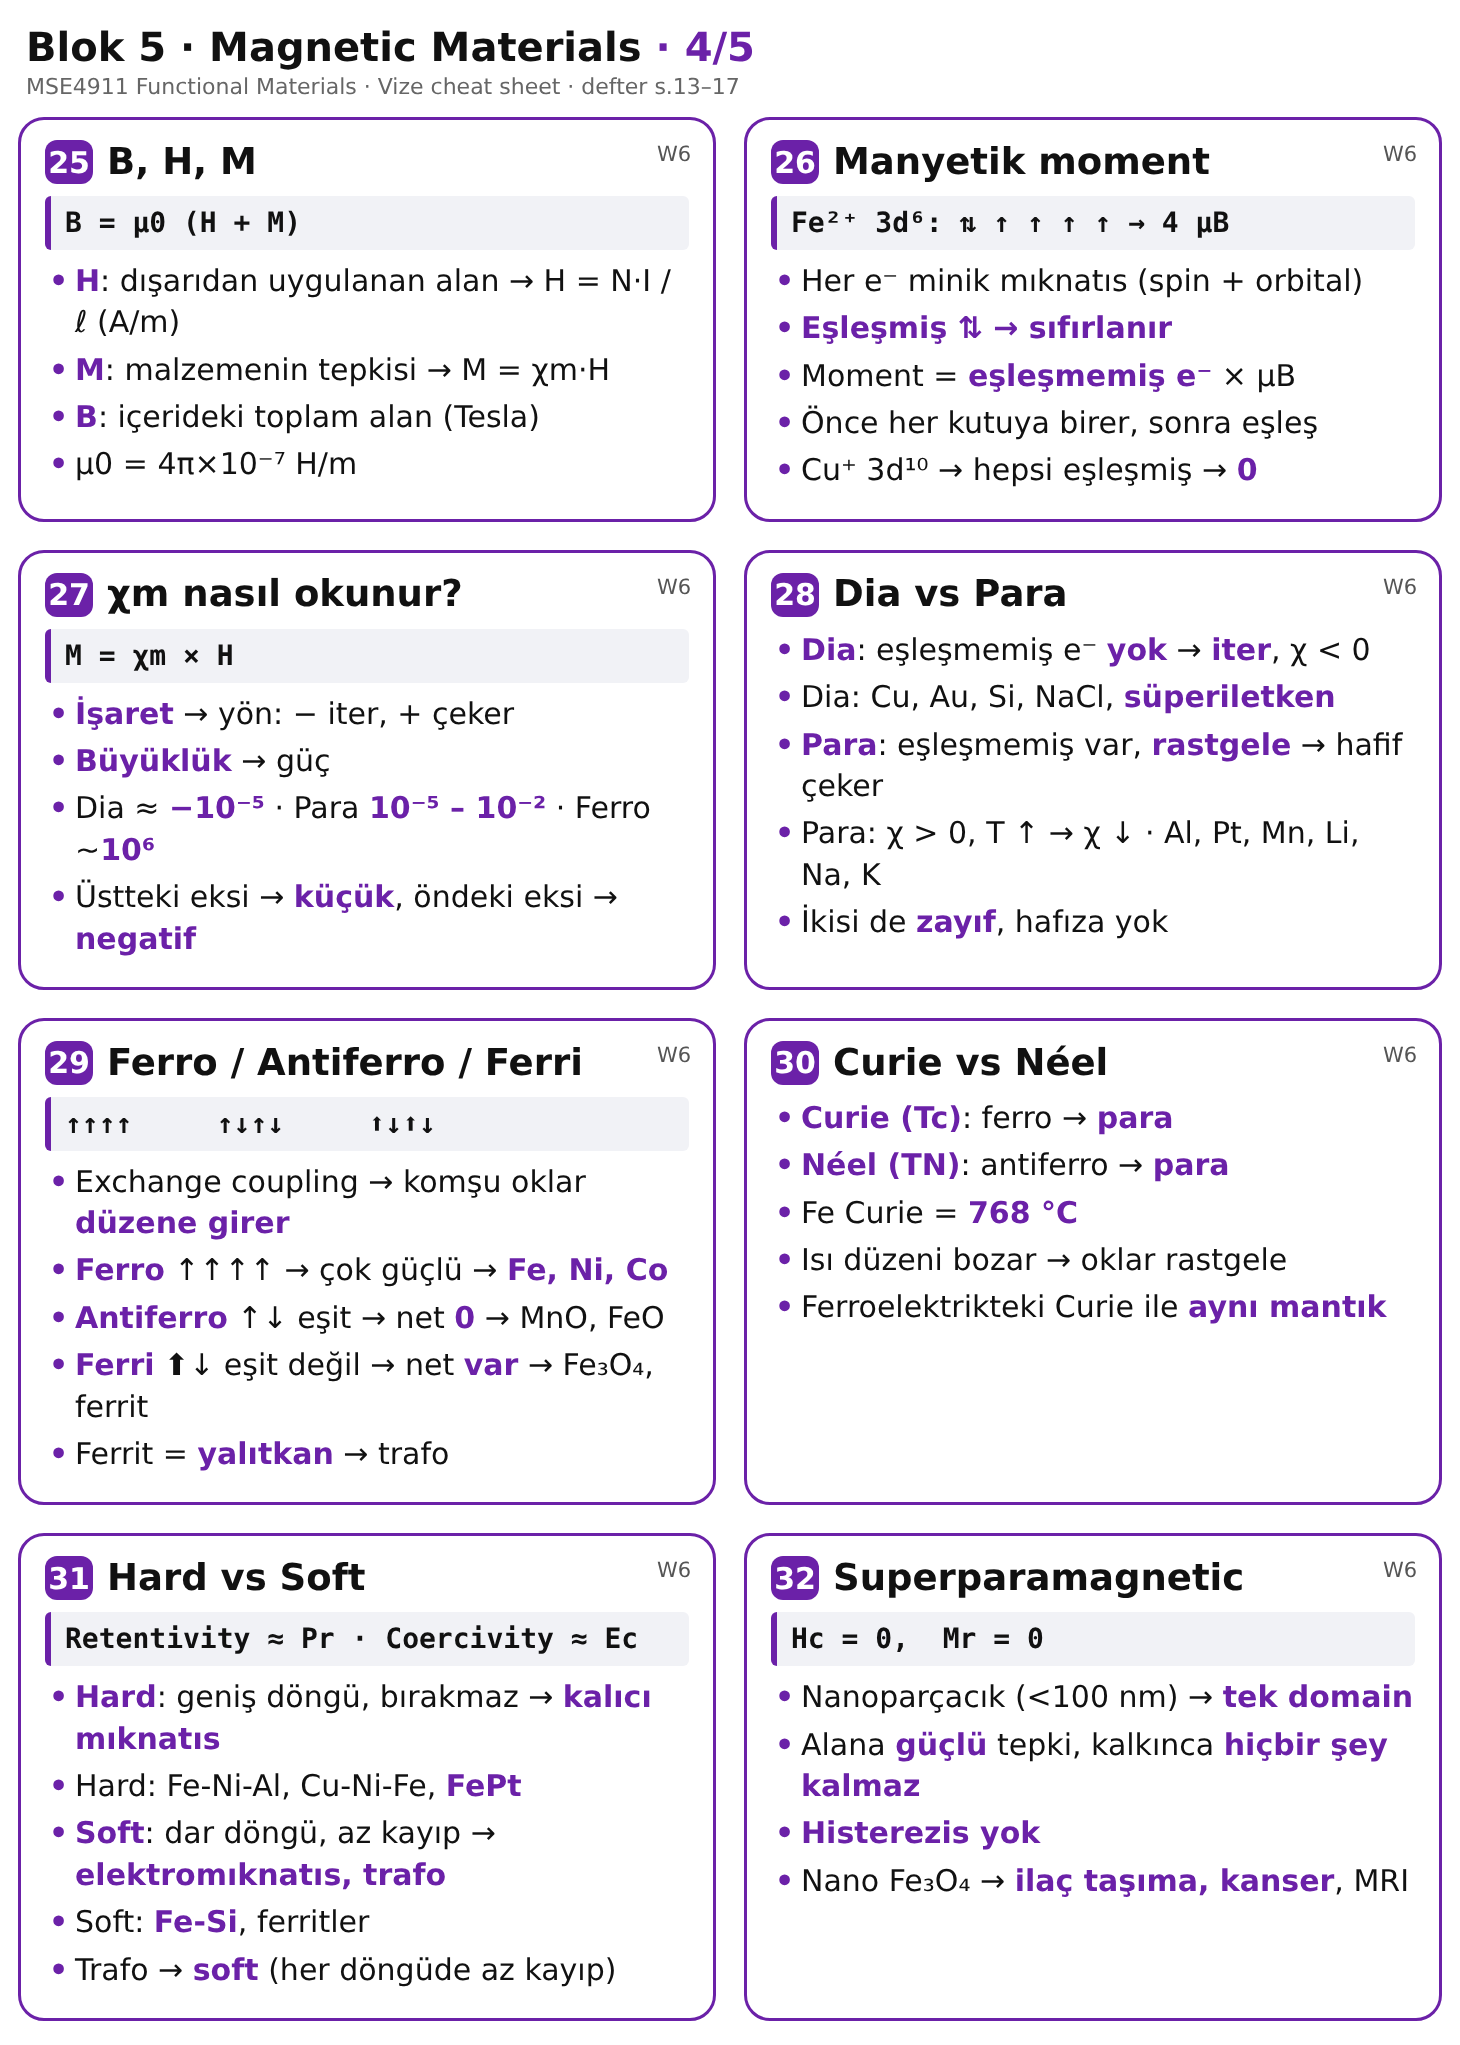 Blok 5 · Magnetic Materials · 4/5
MSE4911 Functional Materials · Vize cheat sheet · defter s.13–17
25 B, H, M W6
B = μ0 (H + M)
• H: dışarıdan uygulanan alan → H = N·I /
ℓ (A/m)
• M: malzemenin tepkisi → M = χm·H
• B: içerideki toplam alan (Tesla)
• μ0 = 4π×10⁻⁷ H/m
26 Manyetik moment W6
Fe²⁺ 3d⁶: ⇅ ↑ ↑ ↑ ↑ → 4 μB
• Her e⁻ minik mıknatıs (spin + orbital)
• Eşleşmiş ⇅ → sıfırlanır
• Moment = eşleşmemiş e⁻ × μB
• Önce her kutuya birer, sonra eşleş
• Cu⁺ 3d¹⁰ → hepsi eşleşmiş → 0
27 χm nasıl okunur? W6
M = χm × H
• İşaret → yön: − iter, + çeker
• Büyüklük → güç
• Dia ≈ −10⁻⁵ · Para 10⁻⁵ – 10⁻² · Ferro
~10⁶
• Üstteki eksi → küçük, öndeki eksi →
negatif
28 Dia vs Para W6
• Dia: eşleşmemiş e⁻ yok → iter, χ < 0
• Dia: Cu, Au, Si, NaCl, süperiletken
• Para: eşleşmemiş var, rastgele → hafif
çeker
• Para: χ > 0, T ↑ → χ ↓ · Al, Pt, Mn, Li,
Na, K
• İkisi de zayıf, hafıza yok
29 Ferro / Antiferro / Ferri W6
↑↑↑↑ ↑↓↑↓ ⬆↓⬆↓
• Exchange coupling → komşu oklar
düzene girer
• Ferro ↑↑↑↑ → çok güçlü → Fe, Ni, Co
• Antiferro ↑↓ eşit → net 0 → MnO, FeO
• Ferri ⬆↓ eşit değil → net var → Fe₃O₄,
ferrit
• Ferrit = yalıtkan → trafo
30 Curie vs Néel W6
• Curie (Tc): ferro → para
• Néel (TN): antiferro → para
• Fe Curie = 768 °C
• Isı düzeni bozar → oklar rastgele
• Ferroelektrikteki Curie ile aynı mantık
31 Hard vs Soft W6
Retentivity ≈ Pr · Coercivity ≈ Ec
• Hard: geniş döngü, bırakmaz → kalıcı
mıknatıs
• Hard: Fe-Ni-Al, Cu-Ni-Fe, FePt
• Soft: dar döngü, az kayıp →
elektromıknatıs, trafo
• Soft: Fe-Si, ferritler
• Trafo → soft (her döngüde az kayıp)
32 Superparamagnetic W6
Hc = 0, Mr = 0
• Nanoparçacık (<100 nm) → tek domain
• Alana güçlü tepki, kalkınca hiçbir şey
kalmaz
• Histerezis yok
• Nano Fe₃O₄ → ilaç taşıma, kanser, MRI